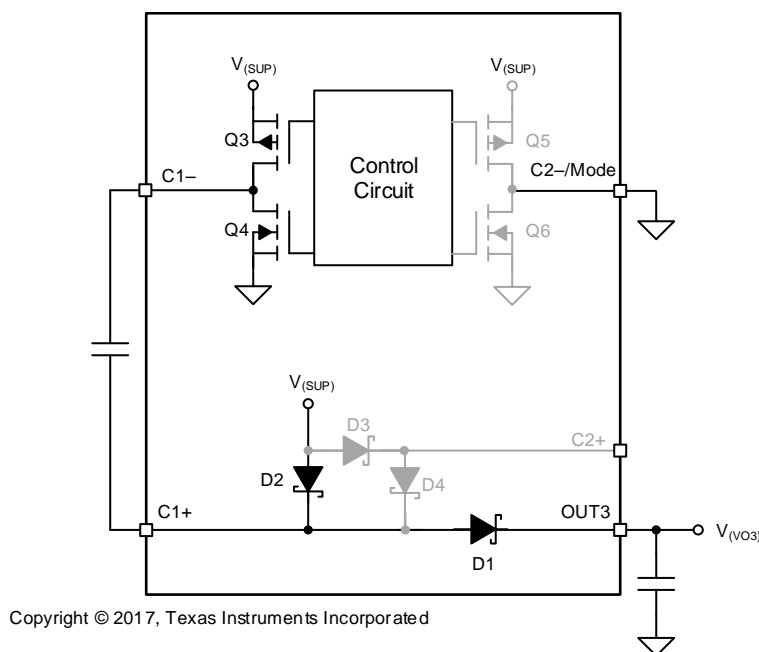 V(SUP)
V(SUP)
Q3
Q5
Control
Circuit
C1–
C2–/Mode
Q4
Q6
V(SUP)
D3
C2+
D2
D4
C1+
OUT3
V(VO3)
D1
Copyright © 2017, Texas Instruments Incorporated